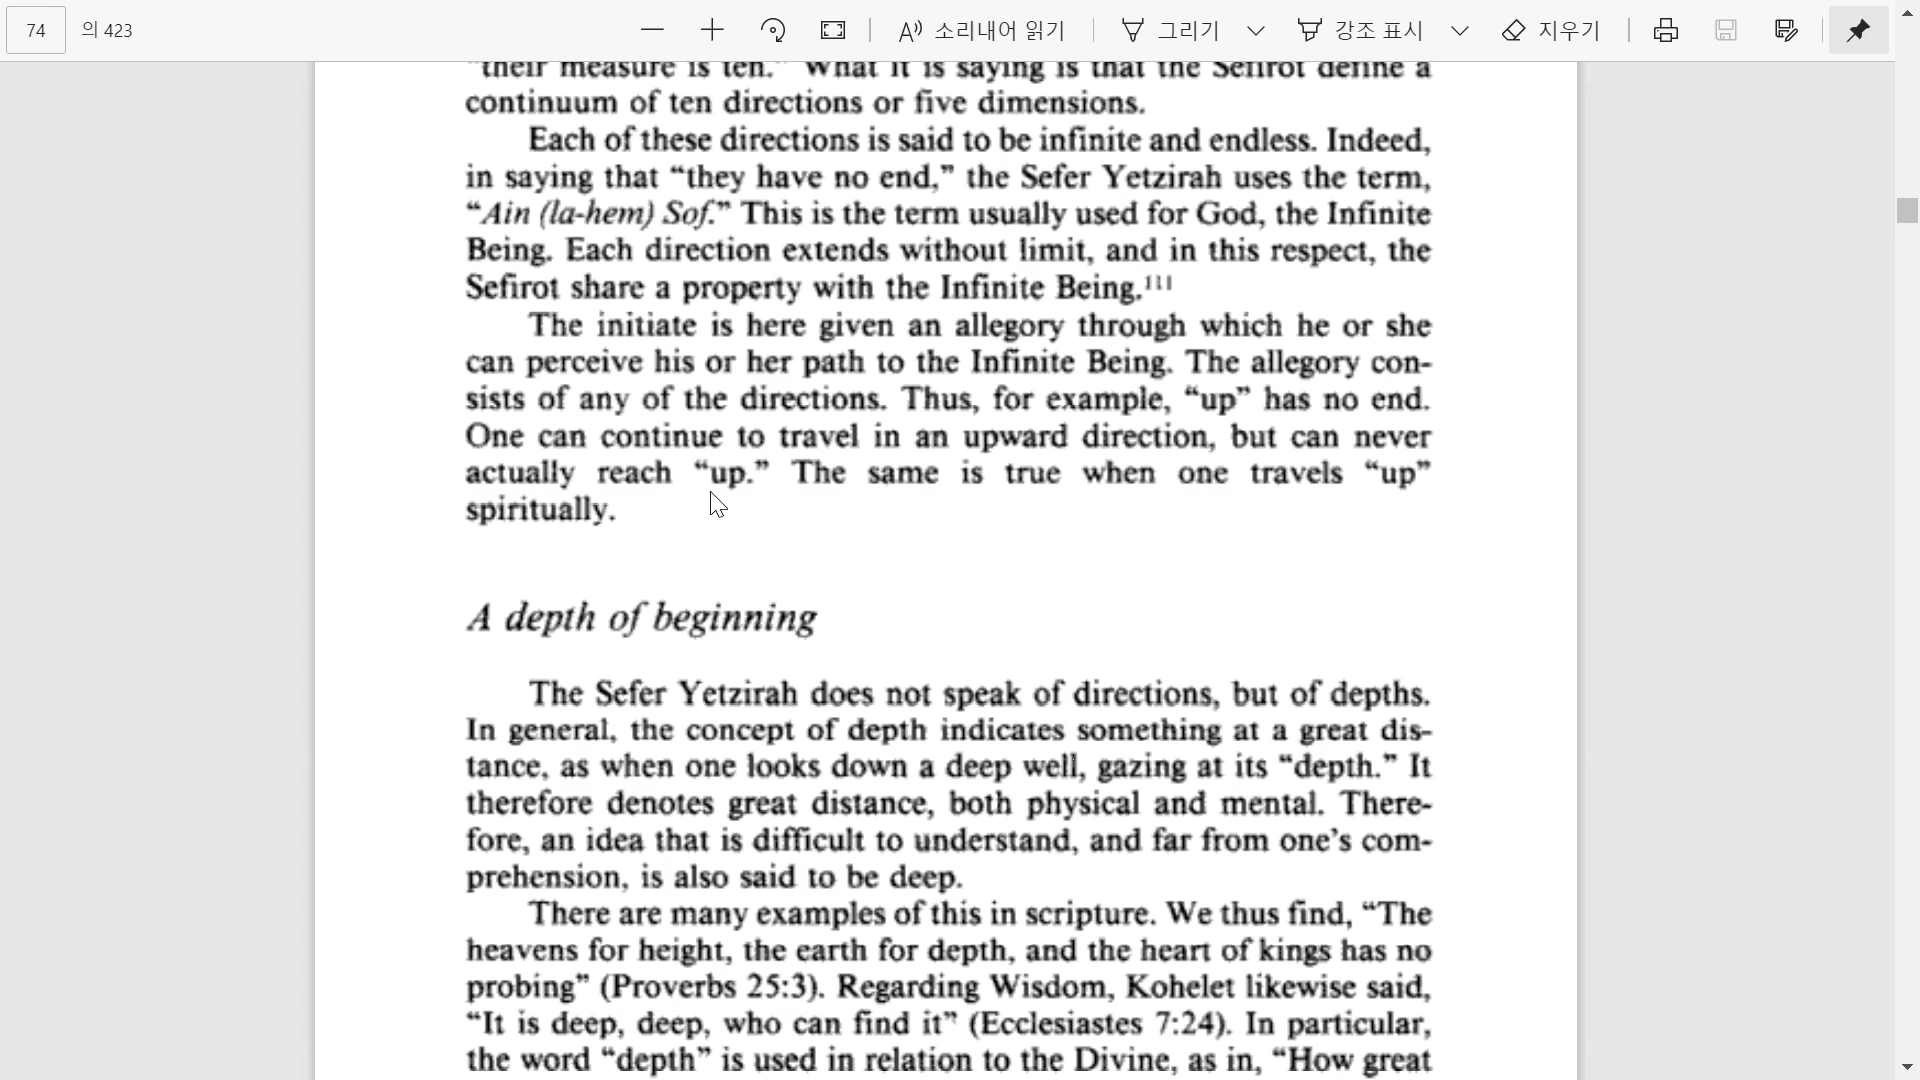 74 의 423 소리내어 읽기 그리기 강조 표시 지우기
“their measure is ten.” What it is saying is that the Sefirot define a
continuum of ten directions or five dimensions.
Each of these directions is said to be infinite and endless. Indeed,
in saying that “they have no end,” the Sefer Yetzirah uses the term,
“Ain (la-hem) Sof.” This is the term usually used for God, the Infinite
Being. Each direction extends without limit, and in this respect, the
Sefirot share a property with the Infinite Being.¹¹¹
The initiate is here given an allegory through which he or she
can perceive his or her path to the Infinite Being. The allegory con-
sists of any of the directions. Thus, for example, “up” has no end.
One can continue to travel in an upward direction, but can never
actually reach “up.” The same is true when one travels “up”
spiritually.
A depth of beginning
The Sefer Yetzirah does not speak of directions, but of depths.
In general, the concept of depth indicates something at a great dis-
tance, as when one looks down a deep well, gazing at its “depth.” It
therefore denotes great distance, both physical and mental. There-
fore, an idea that is difficult to understand, and far from one’s com-
prehension, is also said to be deep.
There are many examples of this in scripture. We thus find, “The
heavens for height, the earth for depth, and the heart of kings has no
probing” (Proverbs 25:3). Regarding Wisdom, Kohelet likewise said,
“It is deep, deep, who can find it” (Ecclesiastes 7:24). In particular,
the word “depth” is used in relation to the Divine, as in, “How great